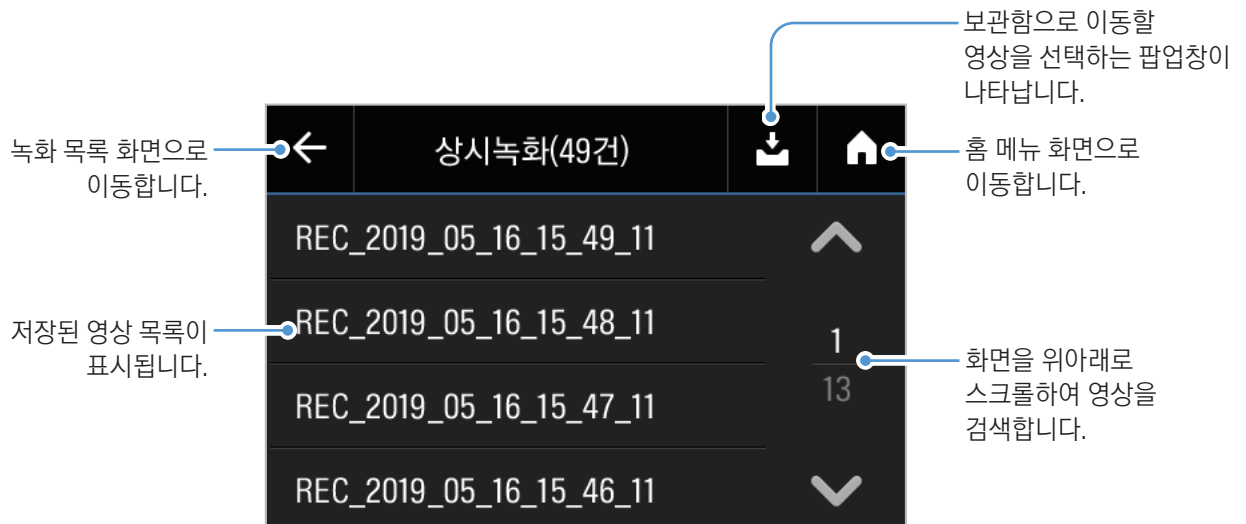 보관함으로 이동할
영상을 선택하는 팝업창이
나타납니다.
녹화 목록 화면으로
이동합니다.
상시녹화(49건)
홈 메뉴 화면으로
이동합니다.
REC_2019_05_16_15_49_11
저장된 영상 목록이
표시됩니다.
REC_2019_05_16_15_48_11
1
13
화면을 위아래로
스크롤하여 영상을
검색합니다.
REC_2019_05_16_15_47_11
REC_2019_05_16_15_46_11